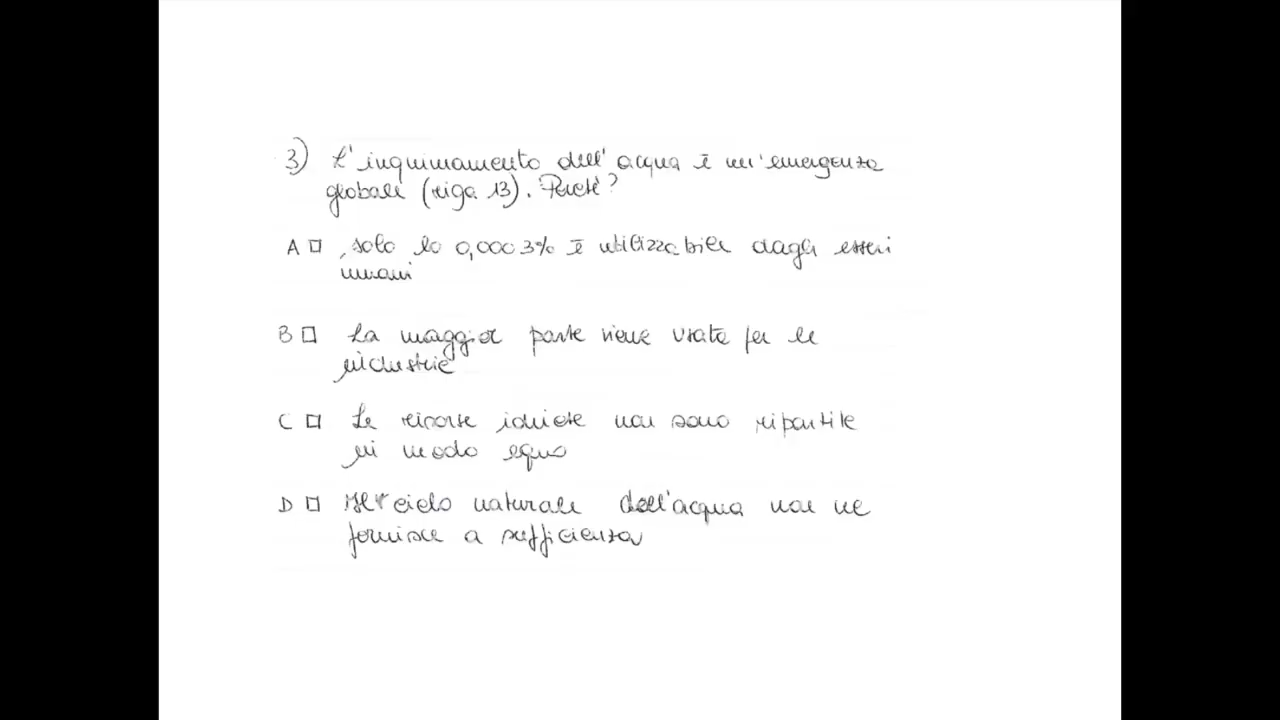 3) L'inquinamento dell'acqua è un'emergenza
globale (riga 13). Perché?
A □ solo lo 0,0003% è utilizzabile dagli esseri
umani
B □ La maggior parte viene usata per le
industrie
C □ Le risorse idriche non sono ripartite
in modo equo
D □ Il ciclo naturale dell'acqua non ne
fornisce a sufficienza